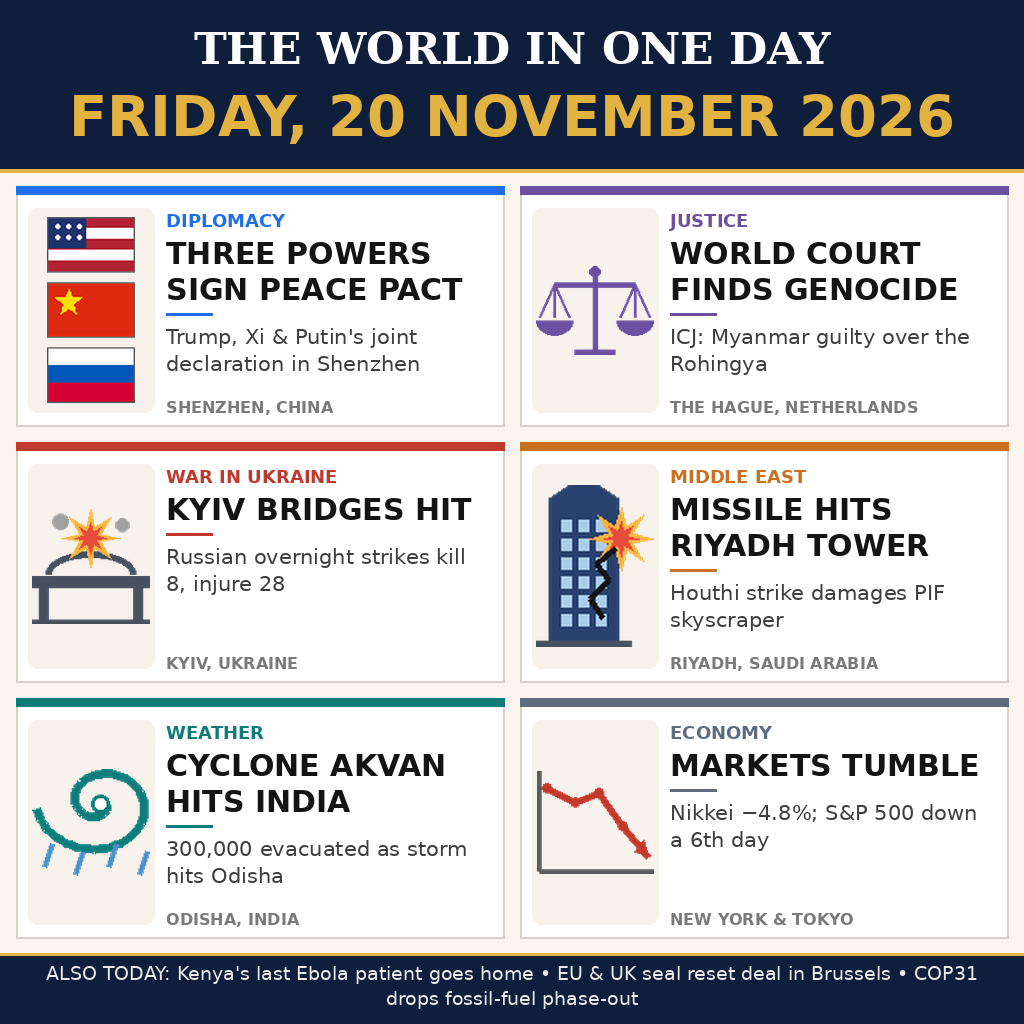 THE WORLD IN ONE DAY
FRIDAY, 20 NOVEMBER 2026
DIPLOMACY
THREE POWERS
SIGN PEACE PACT
Trump, Xi & Putin's joint
declaration in Shenzhen
SHENZHEN, CHINA
JUSTICE
WORLD COURT
FINDS GENOCIDE
ICJ: Myanmar guilty over the
Rohingya
THE HAGUE, NETHERLANDS
WAR IN UKRAINE
KYIV BRIDGES HIT
Russian overnight strikes kill
8, injure 28
KYIV, UKRAINE
MIDDLE EAST
MISSILE HITS
RIYADH TOWER
Houthi strike damages PIF
skyscraper
RIYADH, SAUDI ARABIA
WEATHER
CYCLONE AKVAN
HITS INDIA
300,000 evacuated as storm
hits Odisha
ODISHA, INDIA
ECONOMY
MARKETS TUMBLE
Nikkei −4.8%; S&P 500 down
a 6th day
NEW YORK & TOKYO
ALSO TODAY: Kenya's last Ebola patient goes home • EU & UK seal reset deal in Brussels • COP31
drops fossil-fuel phase-out